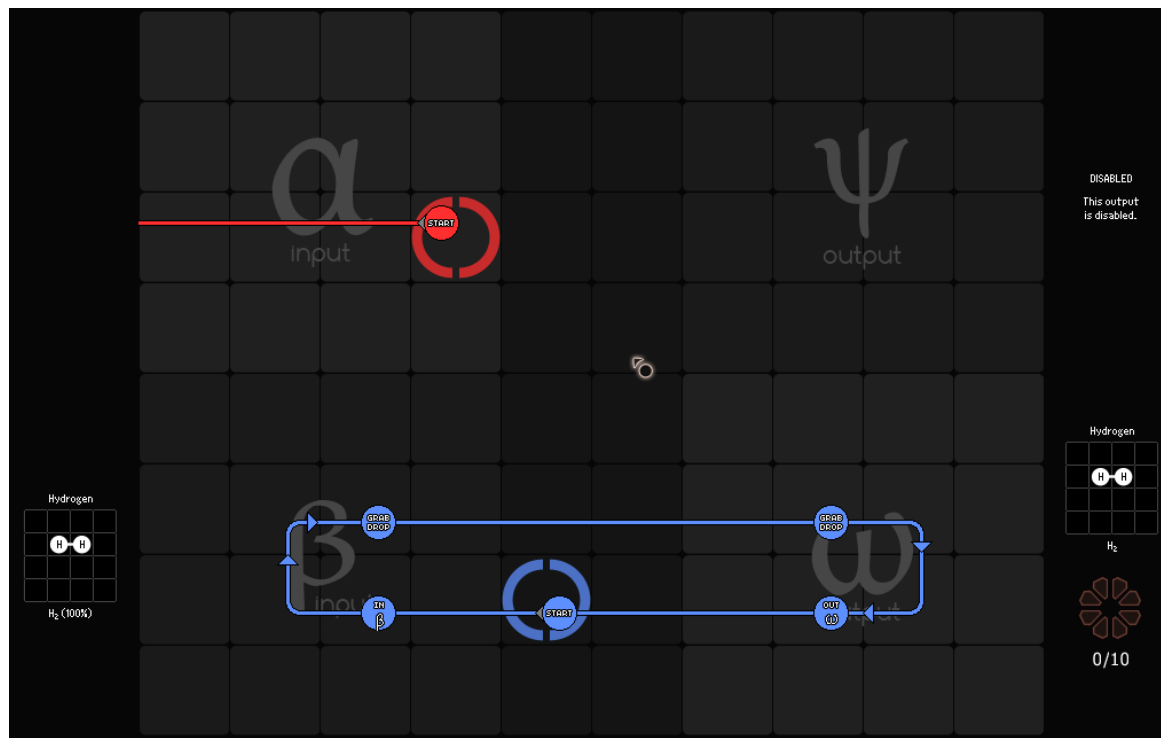 α
input
START
ψ
output
DISABLED
This output
is disabled.
Hydrogen
H H
H₂ (100%)
β
input
GRAB
DROP
GRAB
DROP
IN
β
START
OUT
ω
ω
output
Hydrogen
H H
H₂
0/10